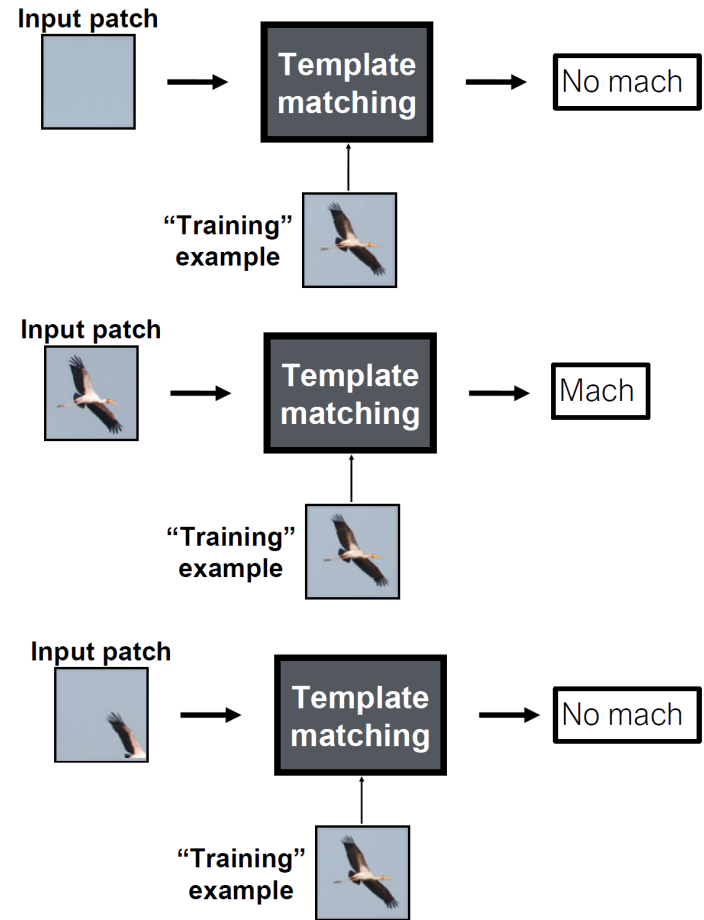 Input patch
Template
matching
No mach
“Training”
example
Input patch
Template
matching
Mach
“Training”
example
Input patch
Template
matching
No mach
“Training”
example